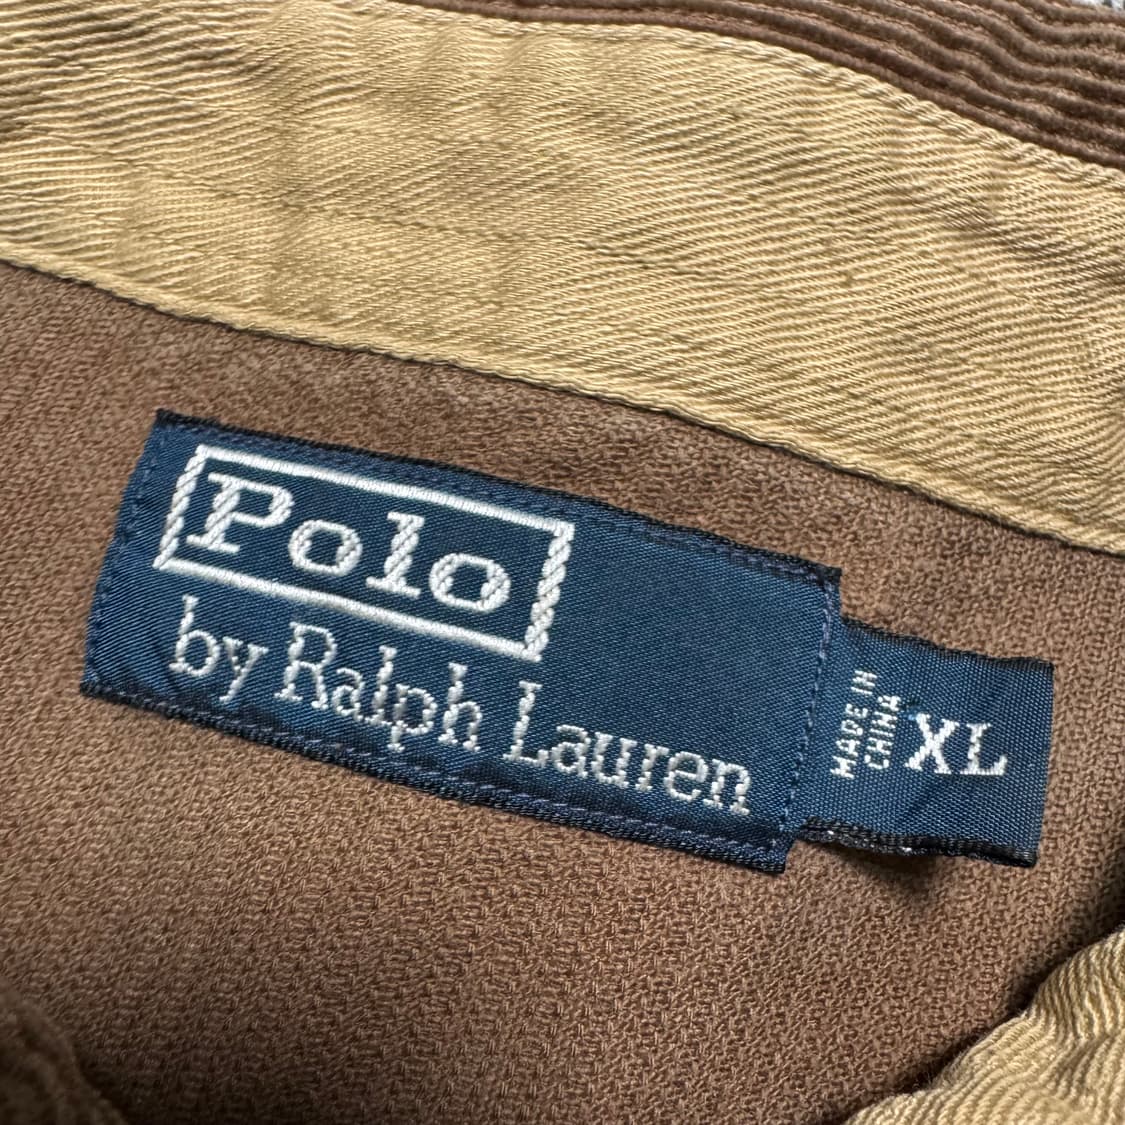 Polo
by Ralph Lauren
MADE IN
CHINA
XL